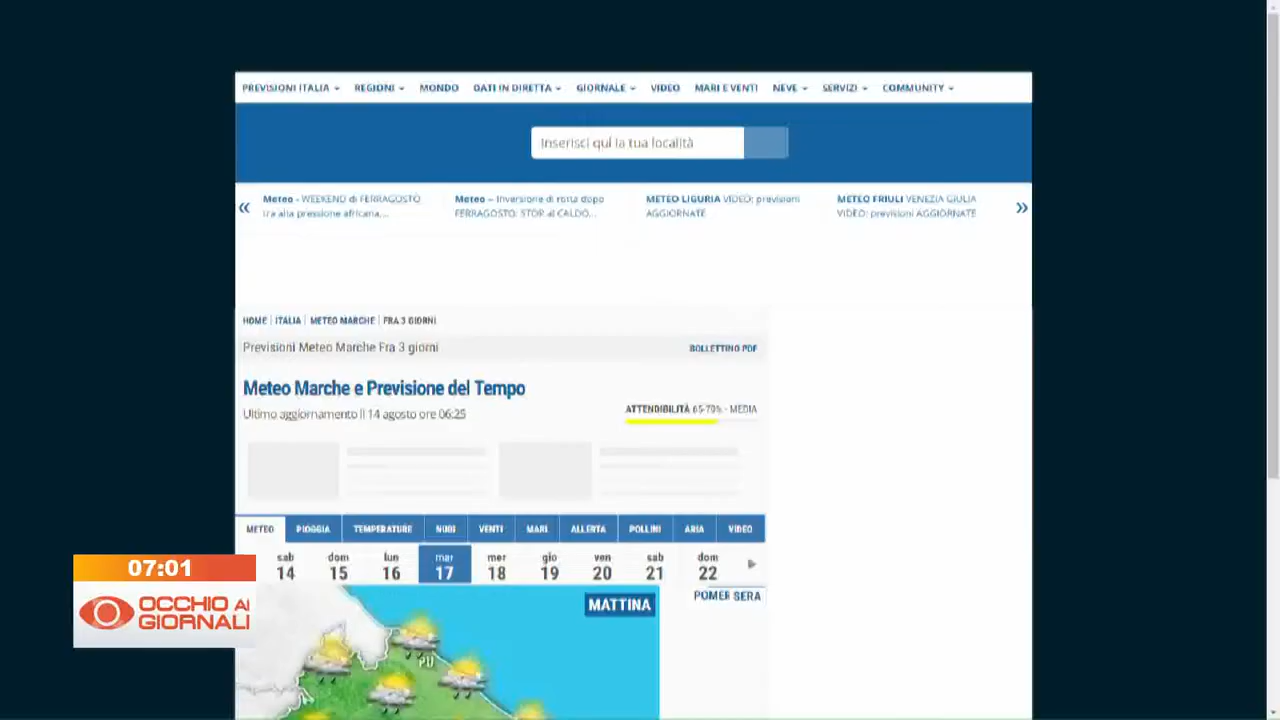 PREVISIONI ITALIA REGIONI MONDO DATI IN DIRETTA GIORNALE VIDEO MARI E VENTI NEVE SERVIZI COMMUNITY
Inserisci qui la tua località
« Meteo - WEEKEND di FERRAGOSTO
tra alta pressione africana,...
Meteo – Inversione di rotta dopo
FERRAGOSTO: STOP al CALDO...
METEO LIGURIA VIDEO: previsioni
AGGIORNATE
METEO FRIULI VENEZIA GIULIA
VIDEO: previsioni AGGIORNATE
»
HOME | ITALIA | METEO MARCHE | FRA 3 GIORNI
Previsioni Meteo Marche Fra 3 giorni BOLLETTINO PDF
Meteo Marche e Previsione del Tempo
Ultimo aggiornamento il 14 agosto ore 06:25
ATTENDIBILITÀ 65-70% - MEDIA
METEO PIOGGIA TEMPERATURE NUBI VENTI MARI ALLERTA POLLINI ARIA VIDEO
sab dom lun mar mer gio ven sab dom
14 15 16 17 18 19 20 21 22
MATTINA POMER SERA
PU
07:01
OCCHIO AI
GIORNALI